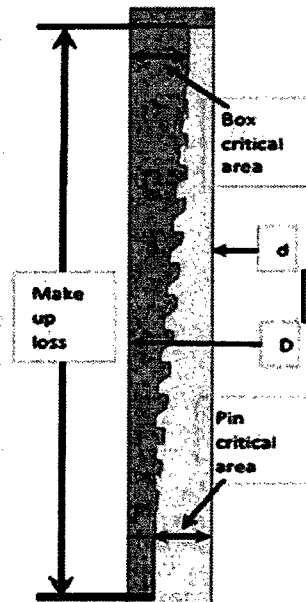 Box
critical
area
d
Make
up
loss
D
Pin
critical
area